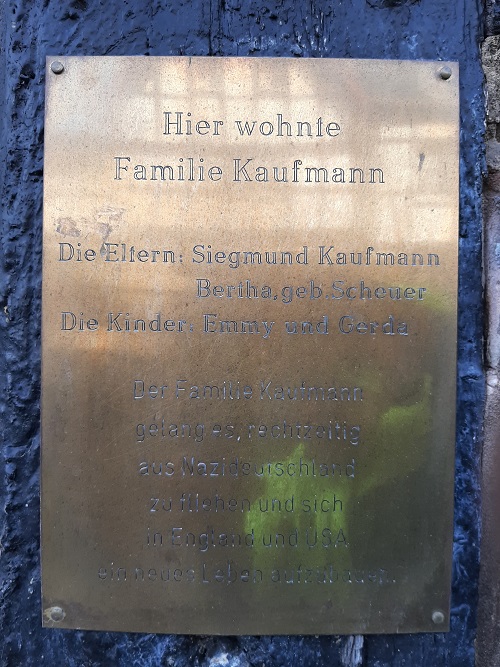 Hier wohnte
Familie Kaufmann
Die Eltern: Siegmund Kaufmann
Bertha, geb. Scheuer
Die Kinder: Emmy und Gerda
Der Familie Kaufmann
gelang es, rechtzeitig
aus Nazideutschland
zu fliehen und sich
in England und USA
ein neues Leben aufzubauen.